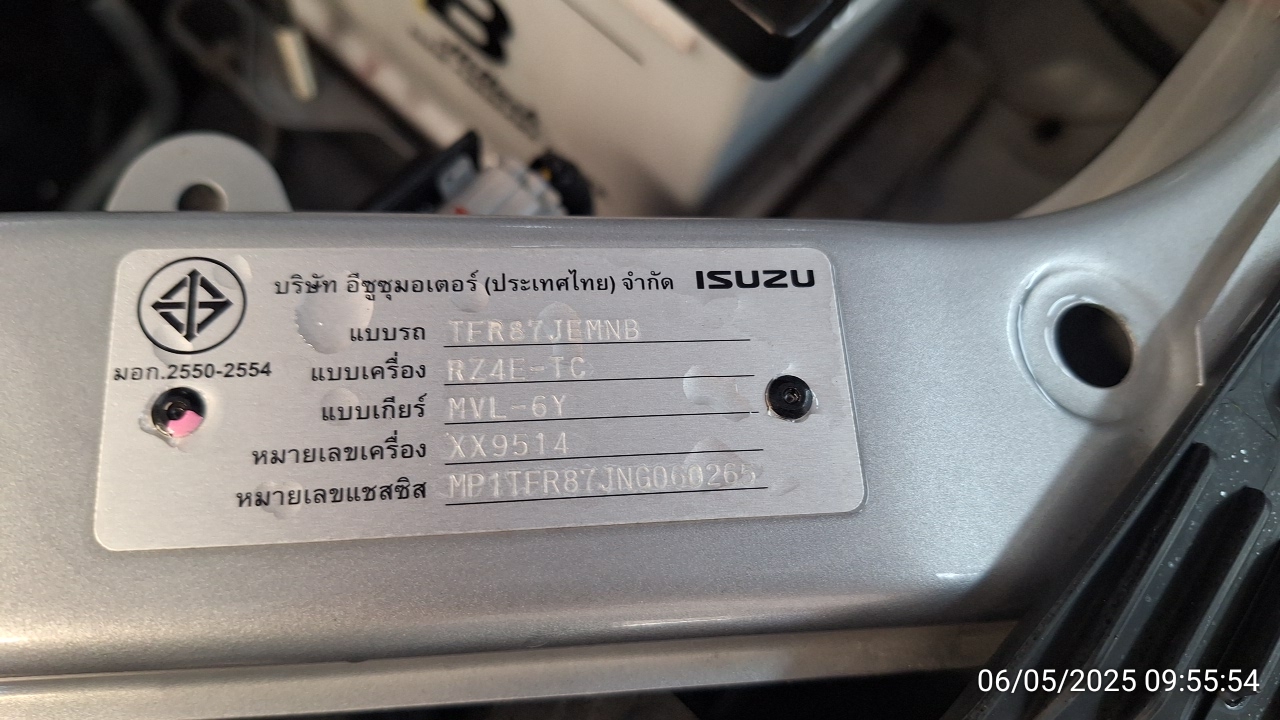 บริษัท อีซูซุมอเตอร์ (ประเทศไทย) จำกัด ISUZU
แบบรถ TFR87JEMNB
มอก.2550-2554
แบบเครื่อง RZ4E-TC
แบบเกียร์ MVL-6Y
หมายเลขเครื่อง XX9514
หมายเลขแชสซิส MP1TFR87JNG060265
06/05/2025 09:55:54